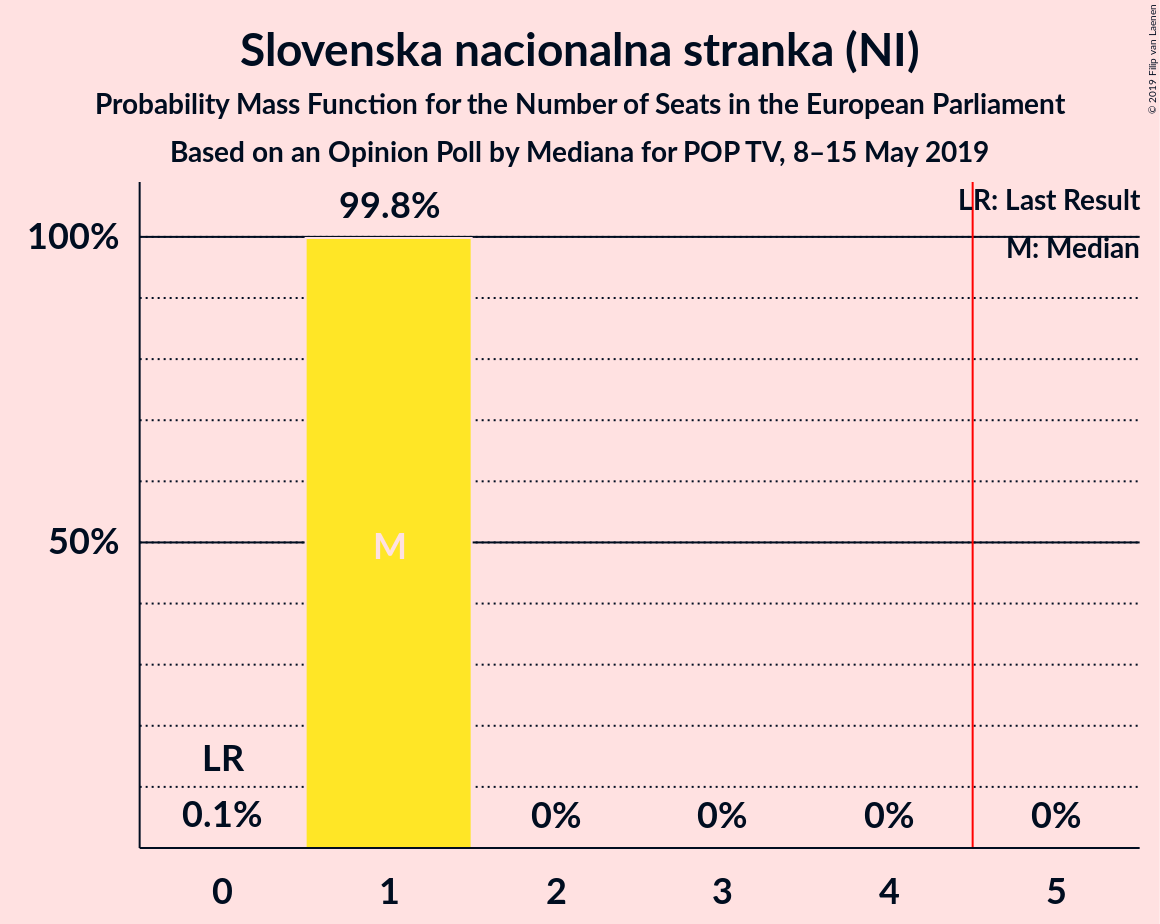 Slovenska nacionalna stranka (NI)
Probability Mass Function for the Number of Seats in the European Parliament
Based on an Opinion Poll by Mediana for POP TV, 8–15 May 2019
© 2019 Filip van Laenen
99.8%
LR: Last Result
100%
M: Median
50%
M
LR
0.1%
0%
0%
0%
0%
0
1
2
3
4
5